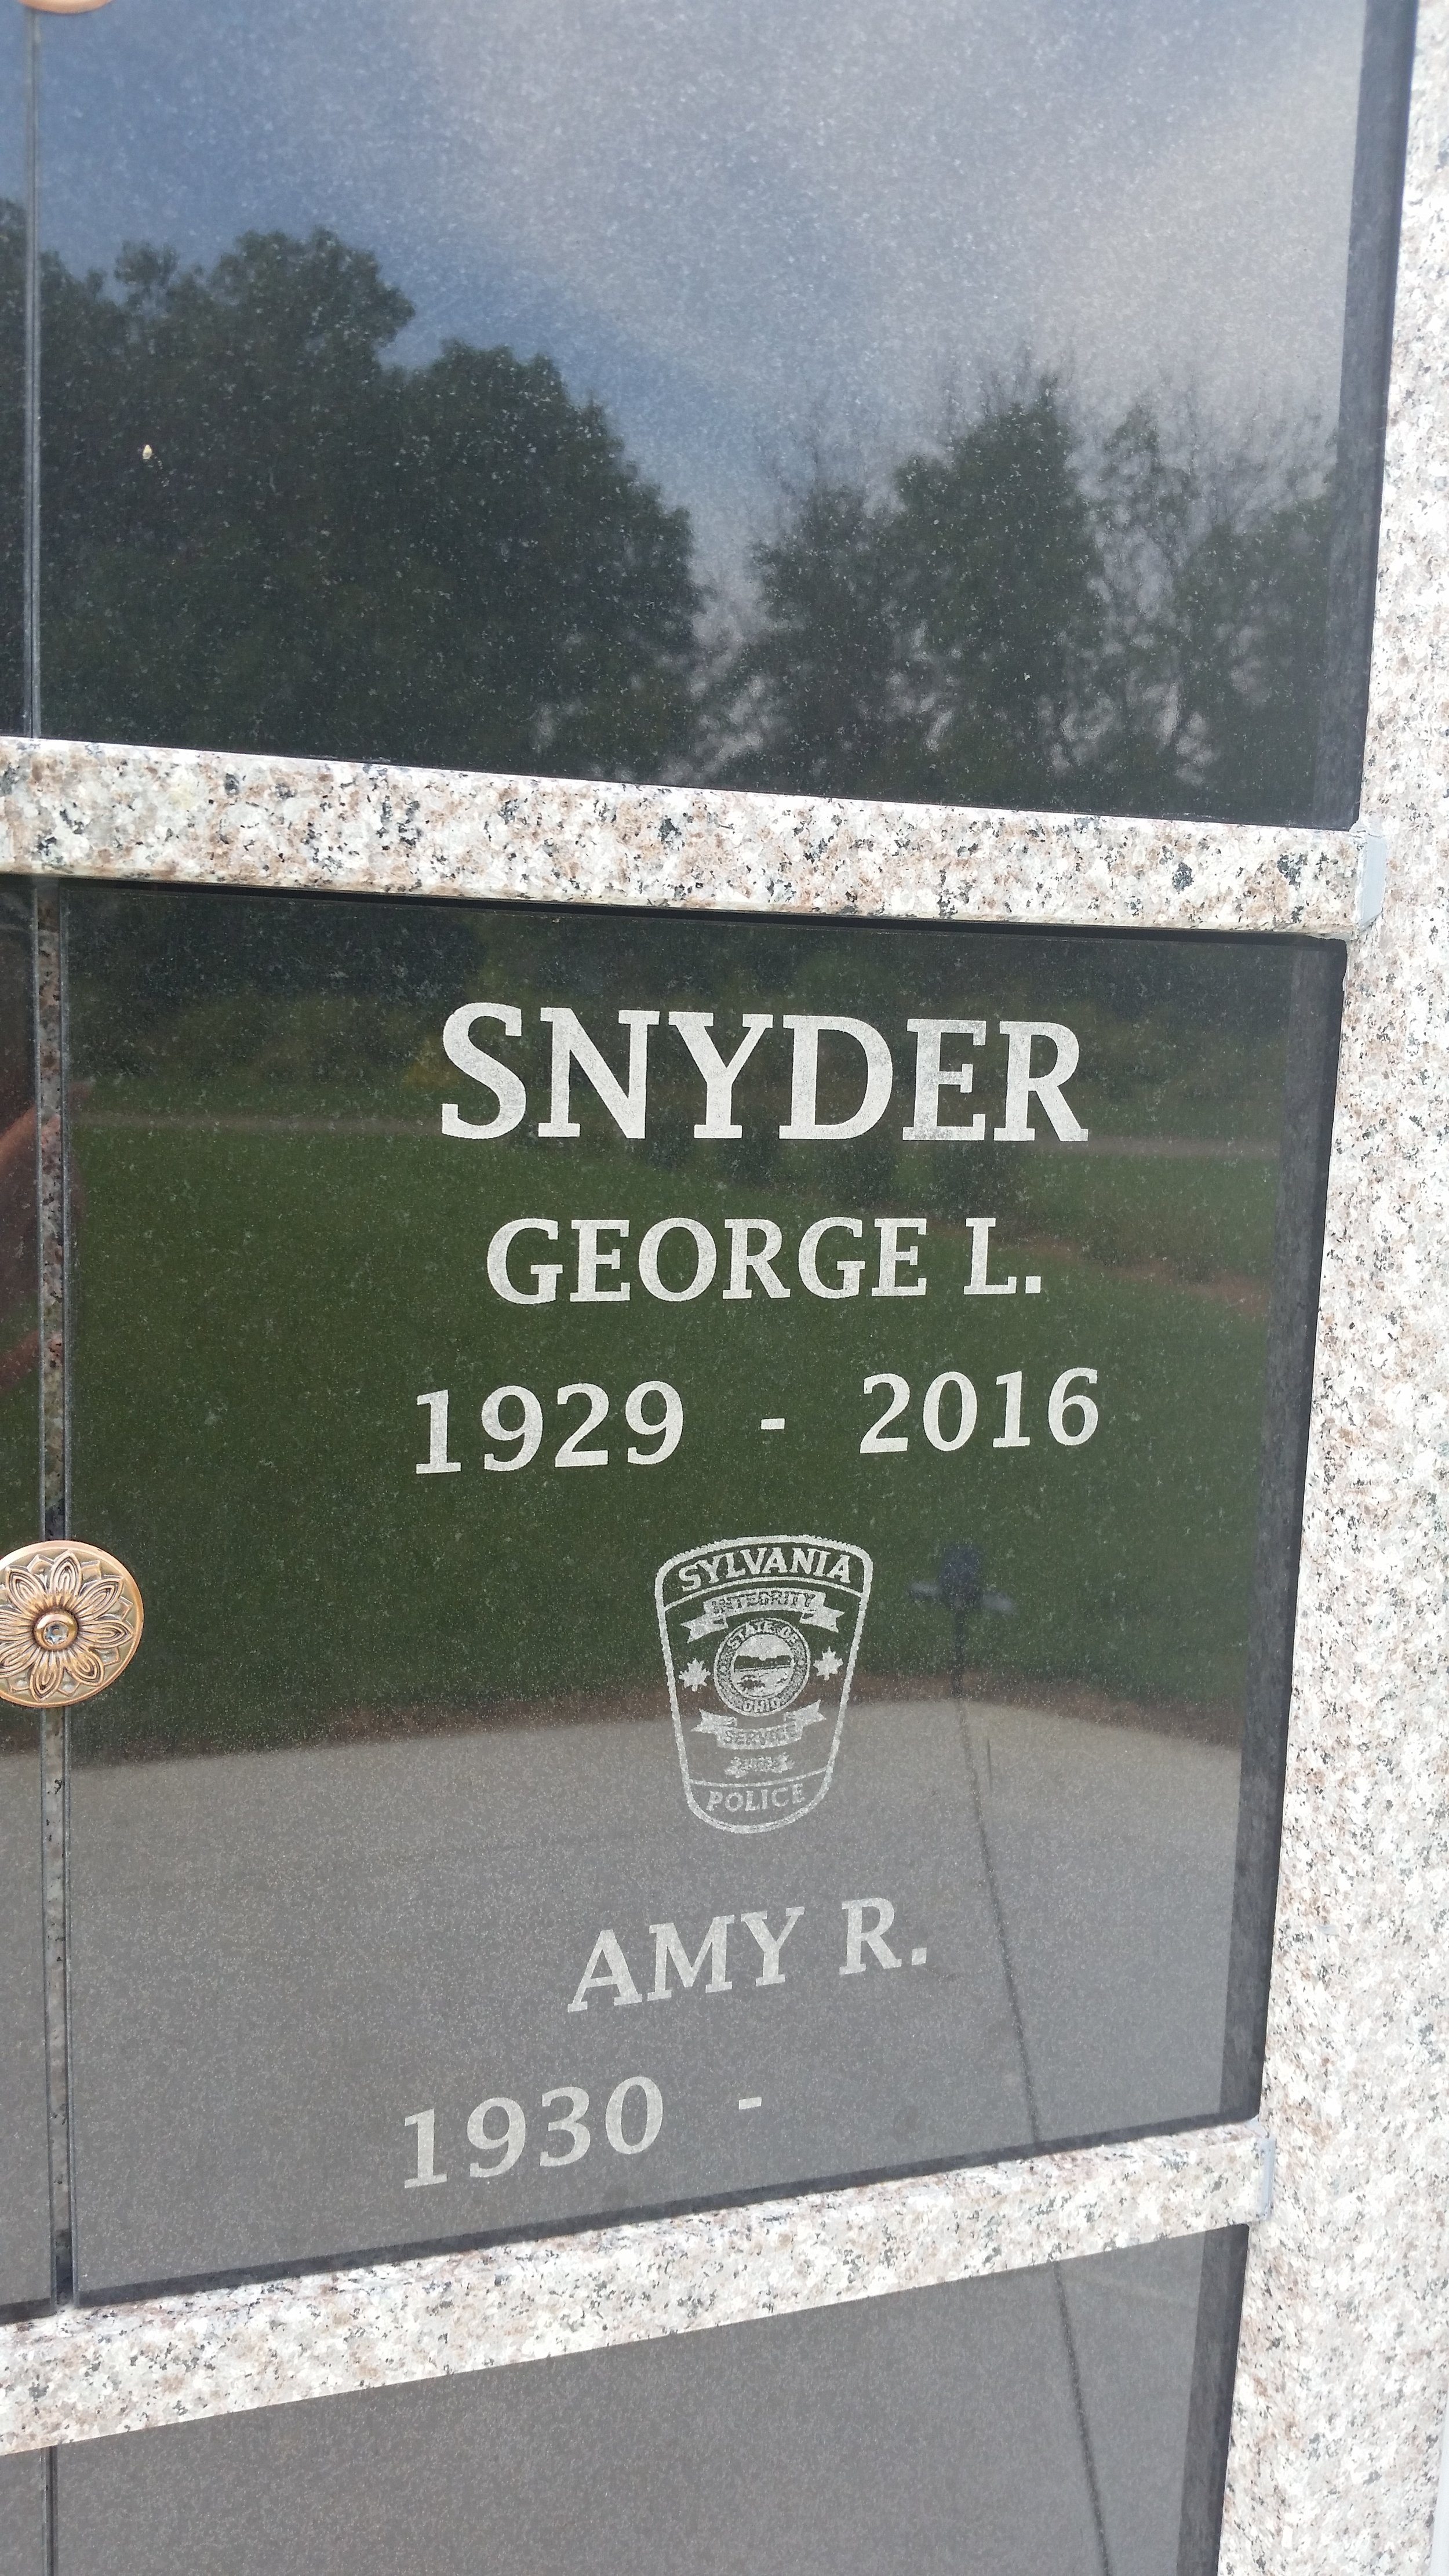 SNYDER
GEORGE L.
1929 - 2016
SYLVANIA
INTEGRITY
STATE OF
OHIO
SERVICE
POLICE
AMY R.
1930 -